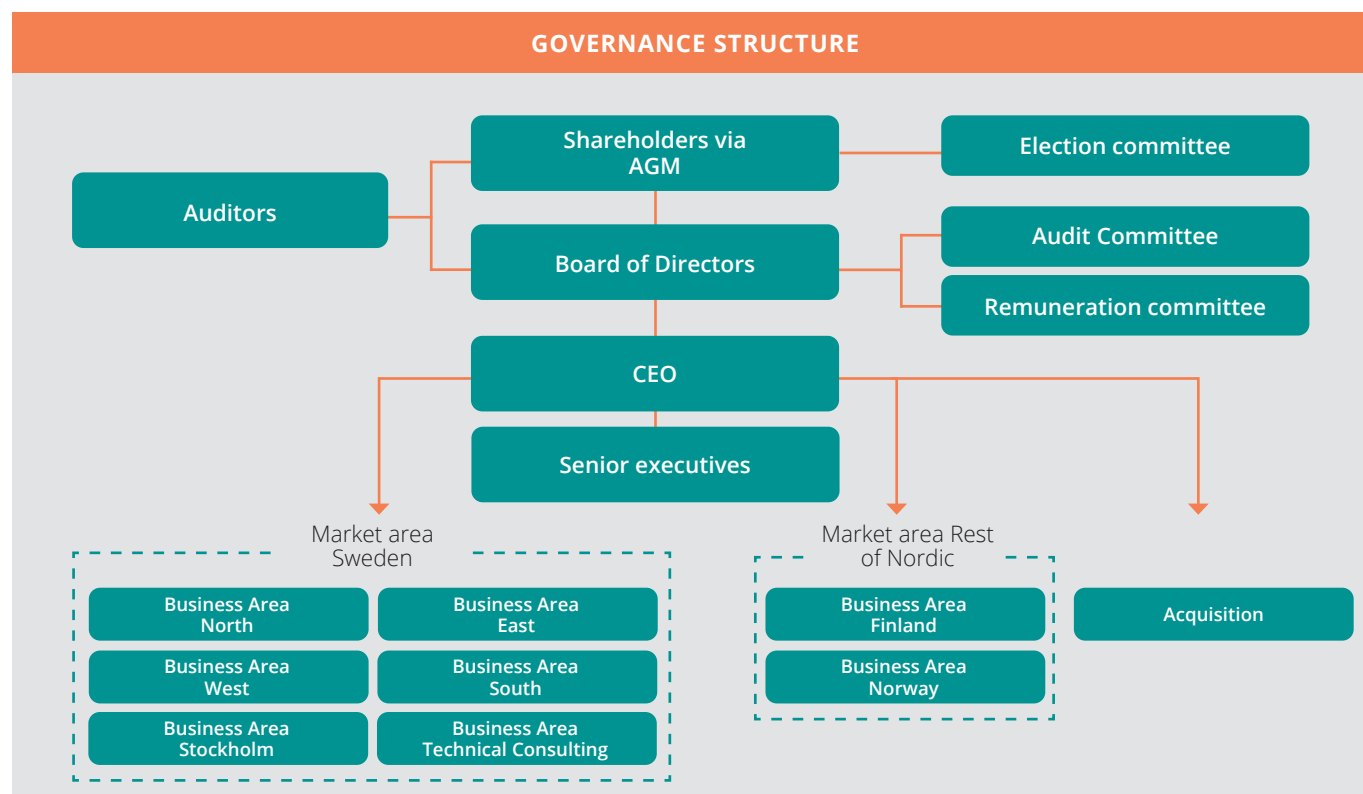 GOVERNANCE STRUCTURE
Shareholders via
AGM
Election committee
Auditors
Audit Committee
Board of Directors
Remuneration committee
CEO
Senior executives
Market area
Sweden
Market area Rest
of Nordic
Business Area
North
Business Area
East
Business Area
Finland
Acquisition
Business Area
West
Business Area
South
Business Area
Norway
Business Area
Stockholm
Business Area
Technical Consulting